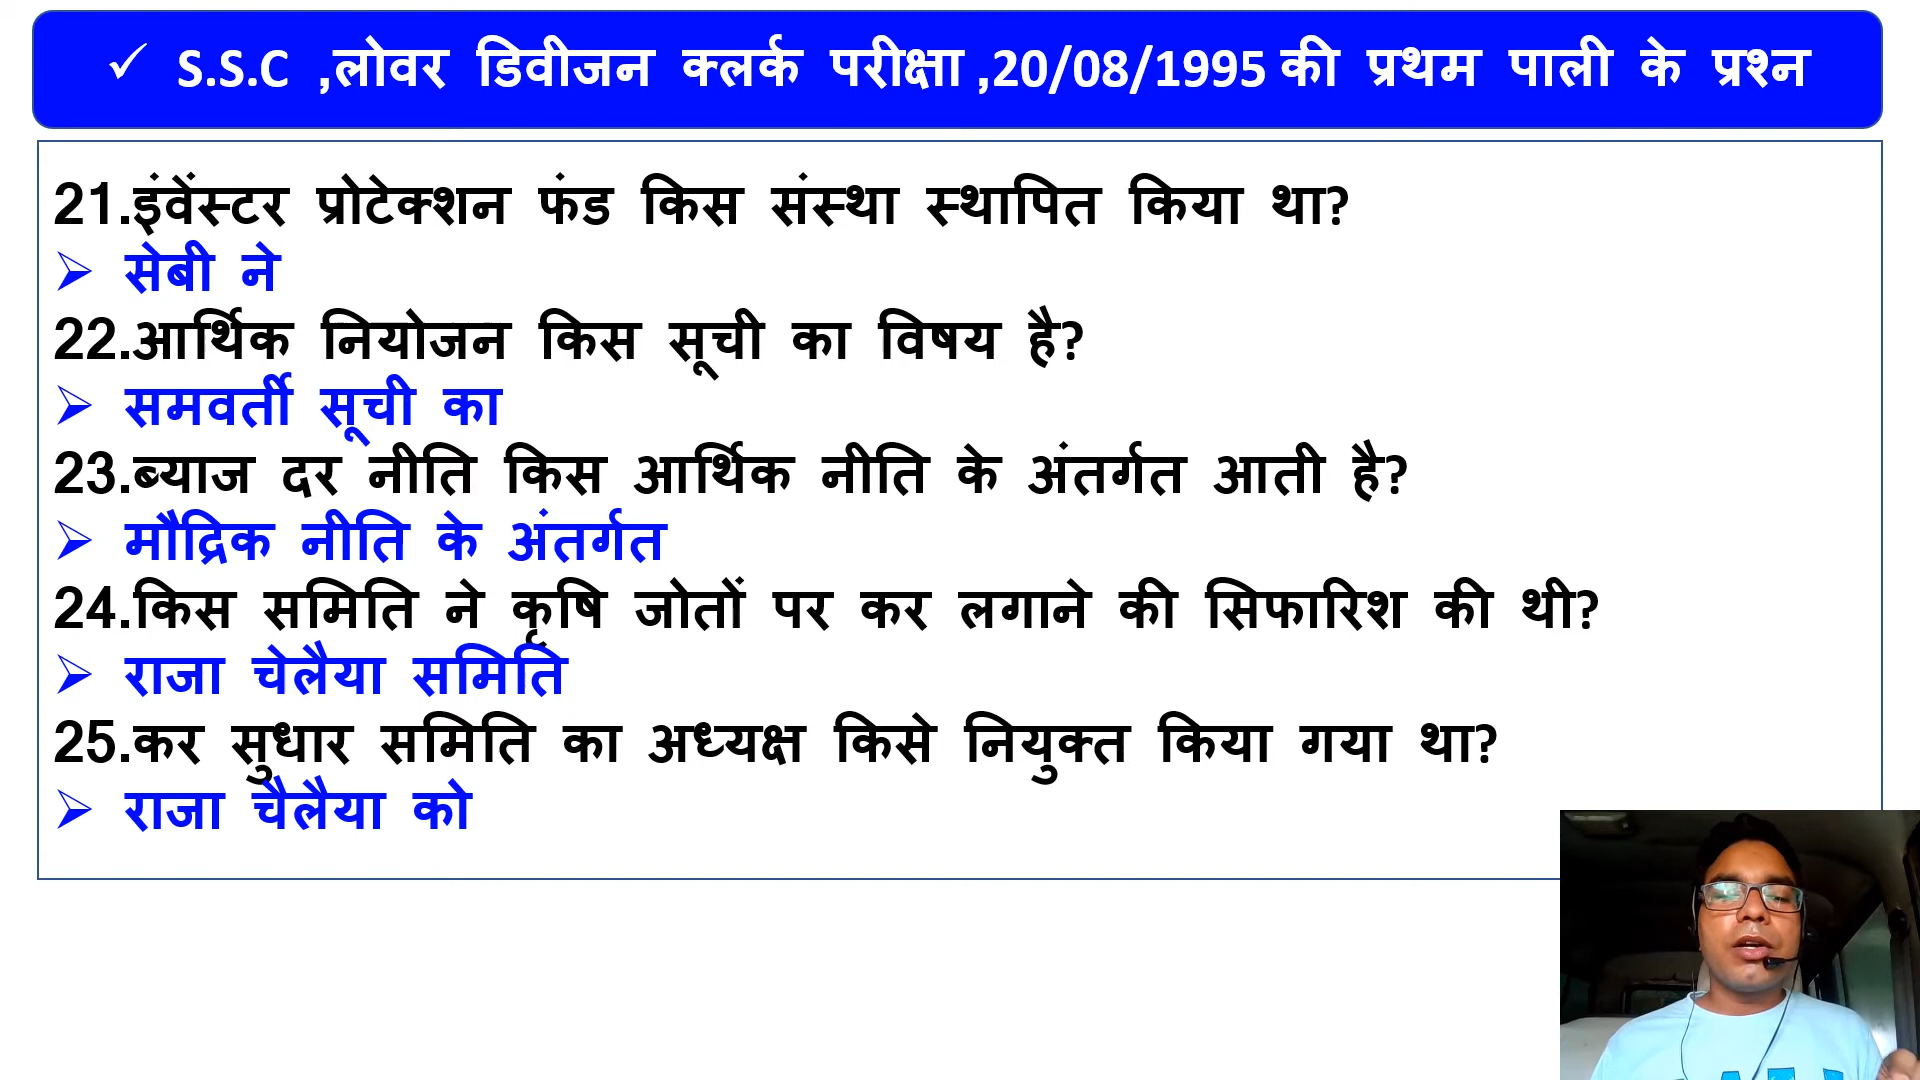 ✓ S.S.C ,लोवर डिवीजन क्लर्क परीक्षा ,20/08/1995 की प्रथम पाली के प्रश्न
21.इंवेंस्टर प्रोटेक्शन फंड किस संस्था स्थापित किया था?
➢ सेबी ने
22.आर्थिक नियोजन किस सूची का विषय है?
➢ समवर्ती सूची का
23.ब्याज दर नीति किस आर्थिक नीति के अंतर्गत आती है?
➢ मौद्रिक नीति के अंतर्गत
24.किस समिति ने कृषि जोतों पर कर लगाने की सिफारिश की थी?
➢ राजा चेलैया समिति
25.कर सुधार समिति का अध्यक्ष किसे नियुक्त किया गया था?
➢ राजा चैलैया को